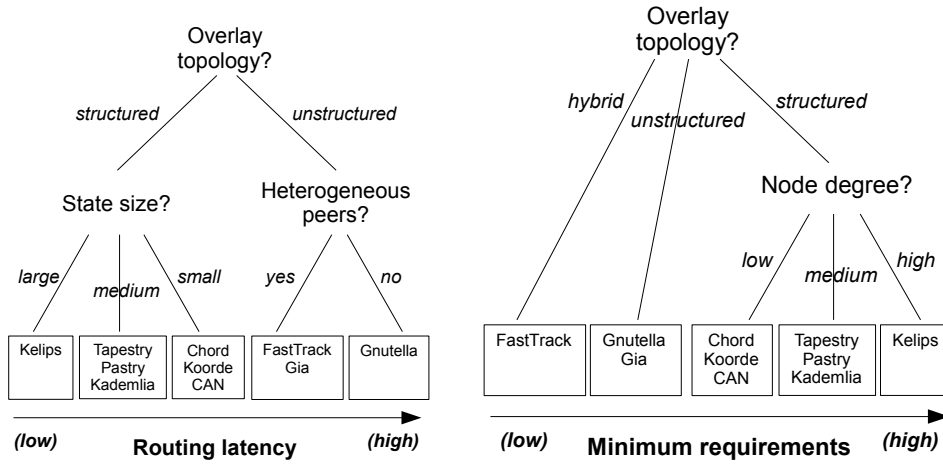 Overlay
topology?
structured
unstructured
State size?
Heterogeneous
peers?
large
medium
small
yes
no
Kelips
Tapestry
Pastry
Kademlia
Chord
Koorde
CAN
FastTrack
Gia
Gnutella
(low)
Routing latency
(high)
Overlay
topology?
hybrid
unstructured
structured
Node degree?
low
medium
high
FastTrack
Gnutella
Gia
Chord
Koorde
CAN
Tapestry
Pastry
Kademlia
Kelips
(low)
Minimum requirements
(high)